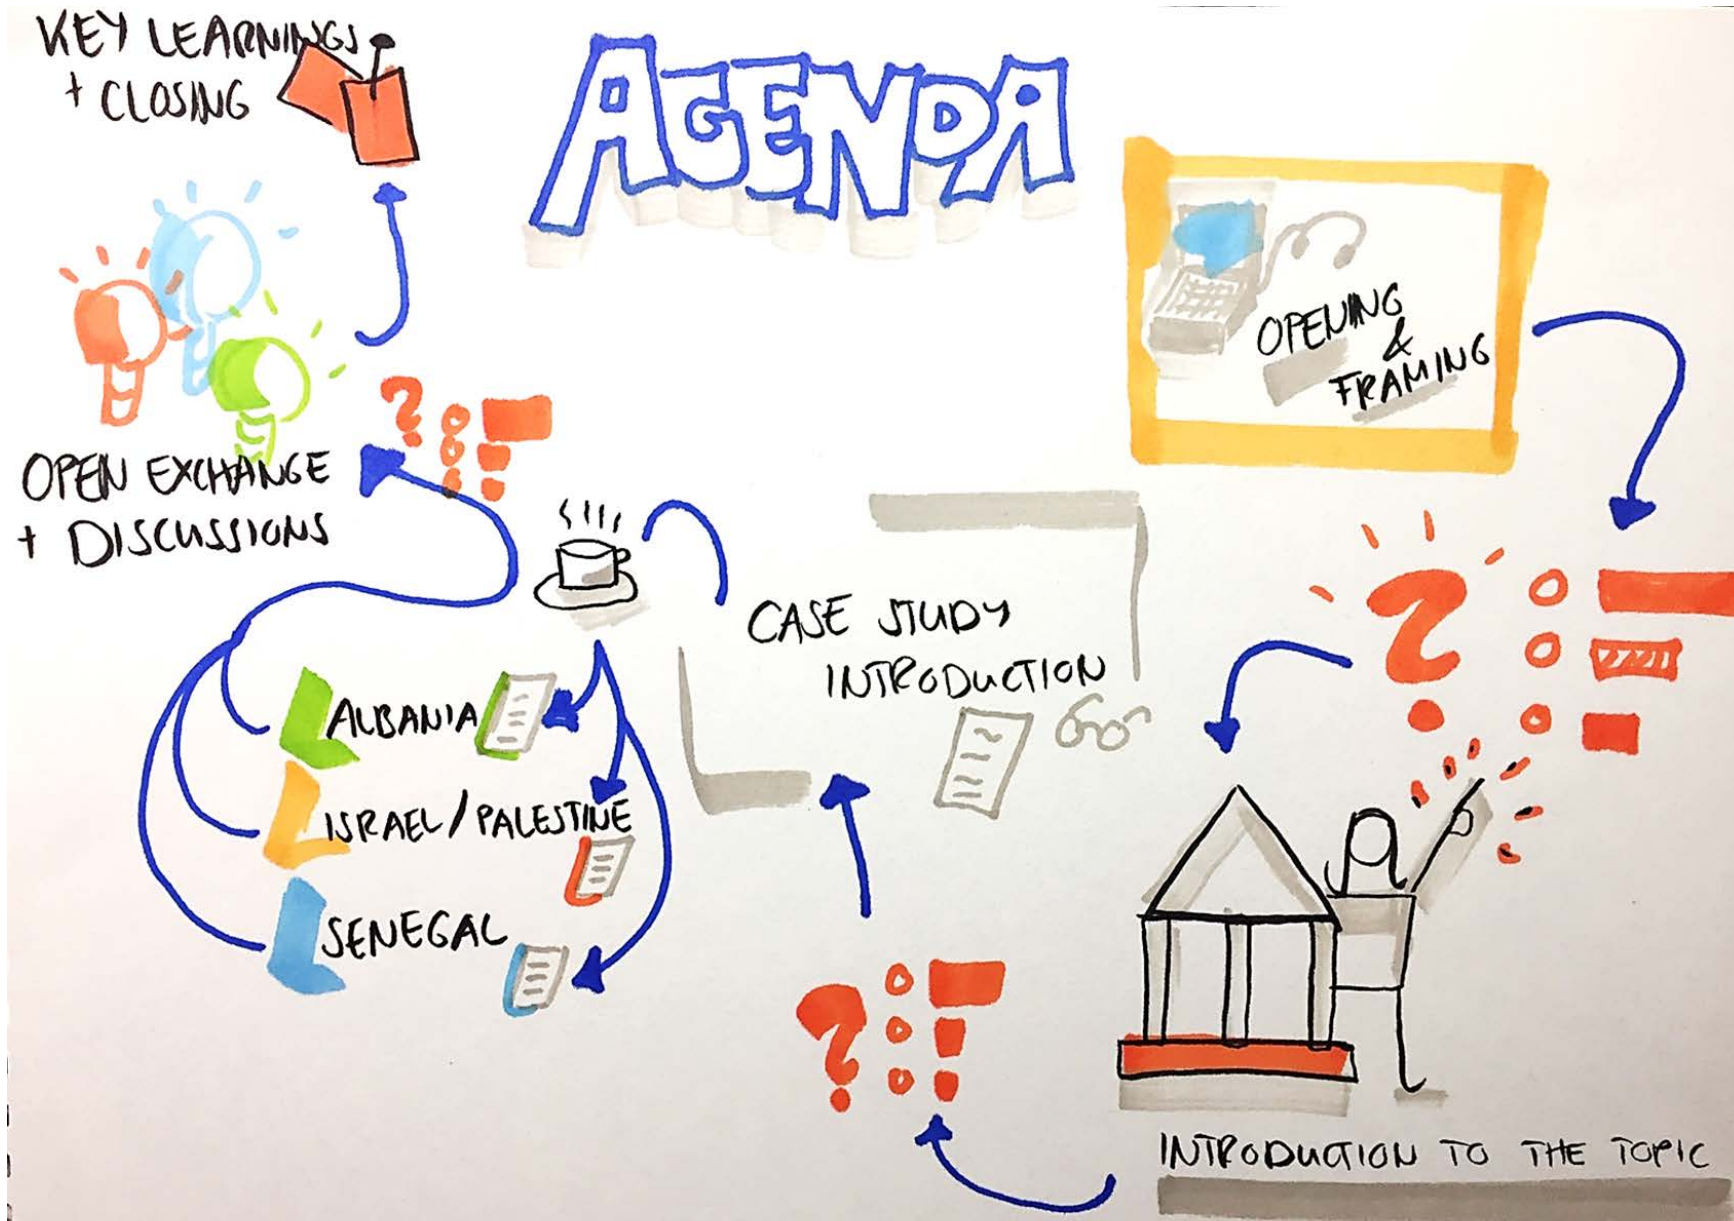 AGENDA
OPENING
&
FRAMING
INTRODUCTION TO THE TOPIC
CASE STUDY
INTRODUCTION
ALBANIA
ISRAEL/PALESTINE
SENEGAL
OPEN EXCHANGE
+ DISCUSSIONS
KEY LEARNINGS
+ CLOSING